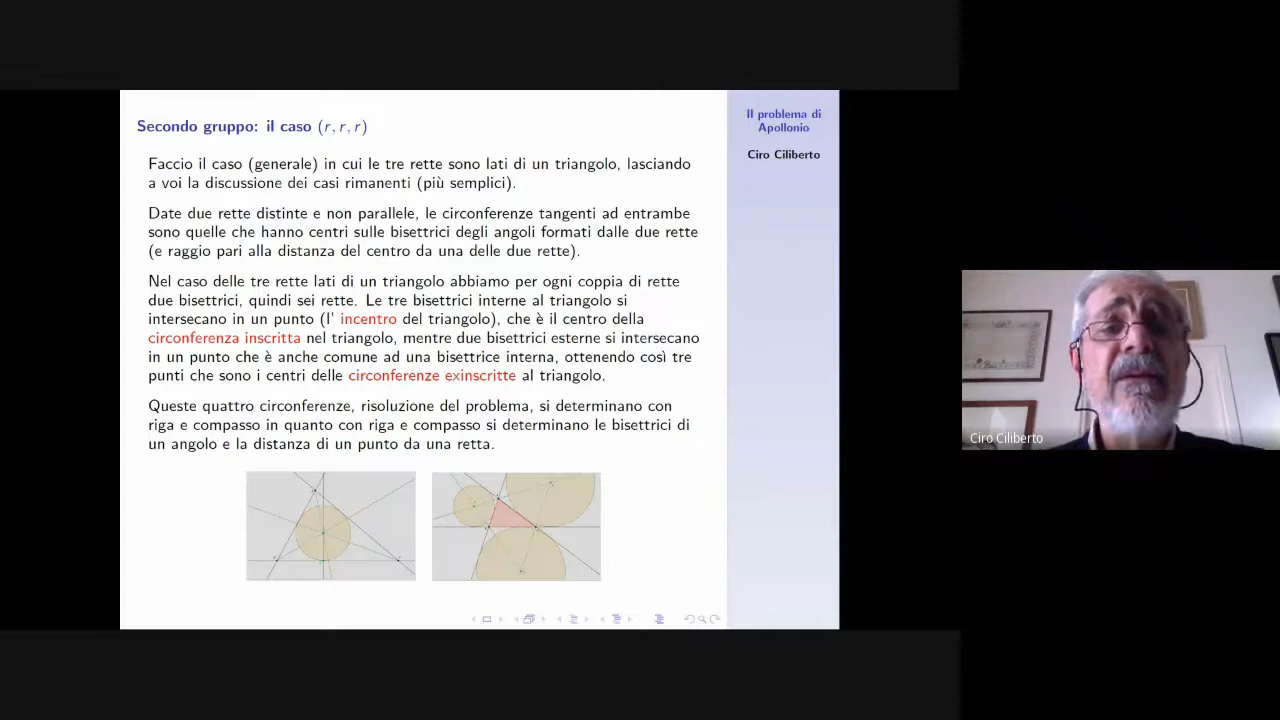 Secondo gruppo: il caso (r, r, r)
Faccio il caso (generale) in cui le tre rette sono lati di un triangolo, lasciando
a voi la discussione dei casi rimanenti (più semplici).
Date due rette distinte e non parallele, le circonferenze tangenti ad entrambe
sono quelle che hanno centri sulle bisettrici degli angoli formati dalle due rette
(e raggio pari alla distanza del centro da una delle due rette).
Nel caso delle tre rette lati di un triangolo abbiamo per ogni coppia di rette
due bisettrici, quindi sei rette. Le tre bisettrici interne al triangolo si
intersecano in un punto (l' incentro del triangolo), che è il centro della
circonferenza inscritta nel triangolo, mentre due bisettrici esterne si intersecano
in un punto che è anche comune ad una bisettrice interna, ottenendo così tre
punti che sono i centri delle circonferenze exinscritte al triangolo.
Queste quattro circonferenze, risoluzione del problema, si determinano con
riga e compasso in quanto con riga e compasso si determinano le bisettrici di
un angolo e la distanza di un punto da una retta.
Il problema di
Apollonio
Ciro Ciliberto
Ciro Ciliberto